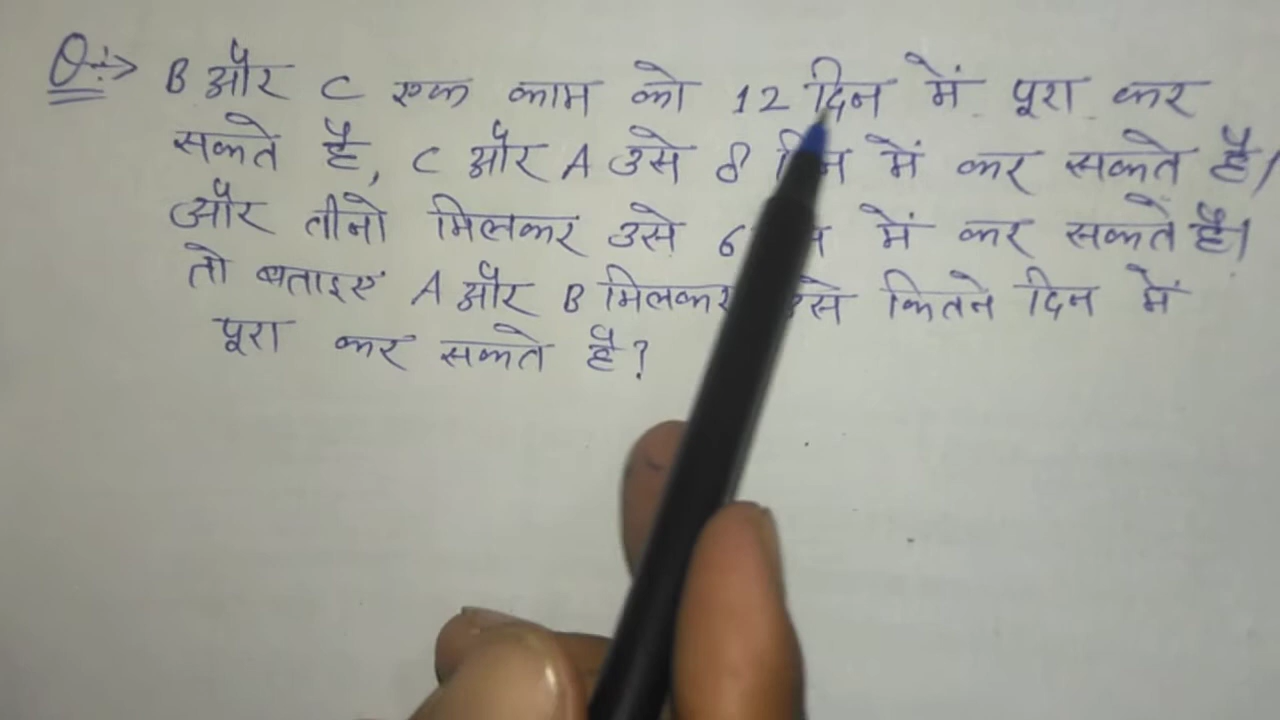 Q:-> B और C एक काम को 12 दिन में पूरा कर
सकते है, C और A उसे 8 में कर सकते है।
और तीनो मिलकर उसे 6 में कर सकते है।
तो बताइए A और B मिलकर उसे कितने दिन में
पूरा कर सकते है?